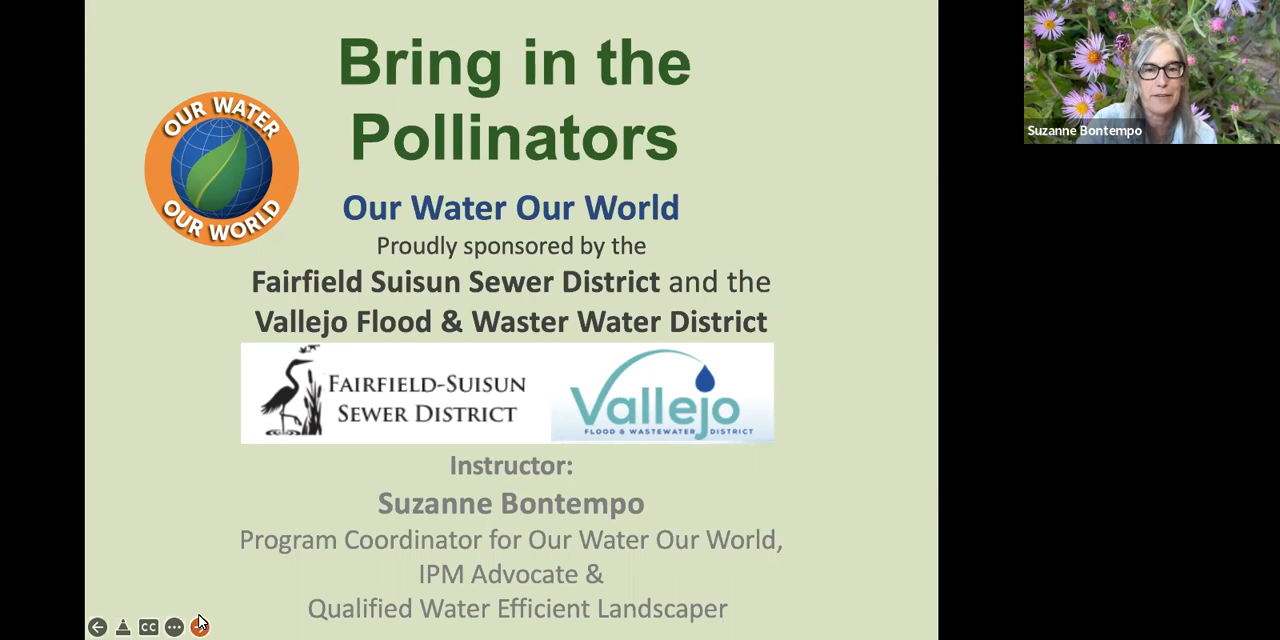 Bring in the
Pollinators
OUR WATER
OUR WORLD
Our Water Our World
Proudly sponsored by the
Fairfield Suisun Sewer District and the
Vallejo Flood & Waster Water District
FAIRFIELD-SUISUN
SEWER DISTRICT
Vallejo
FLOOD & WASTEWATER DISTRICT
Instructor:
Suzanne Bontempo
Program Coordinator for Our Water Our World,
IPM Advocate &
Qualified Water Efficient Landscaper
CC
Suzanne Bontempo